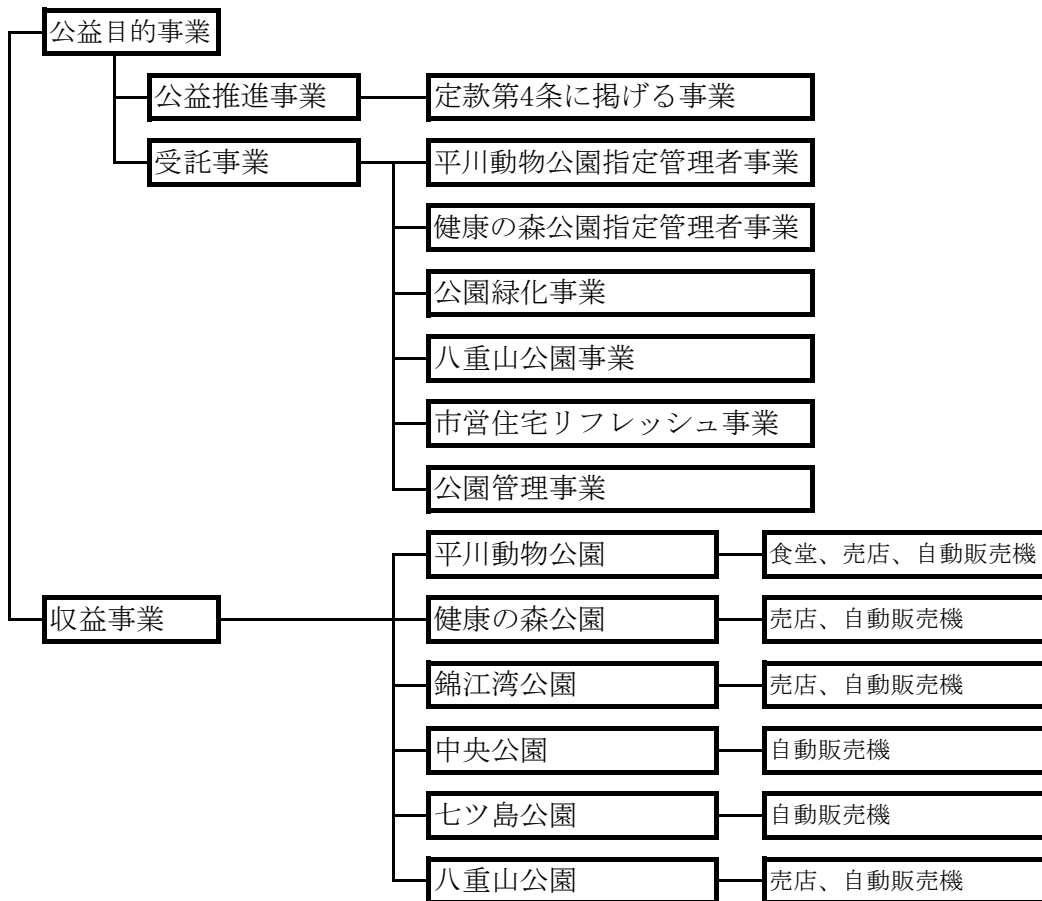 公益目的事業
公益推進事業
定款第4条に掲げる事業
受託事業
平川動物公園指定管理者事業
健康の森公園指定管理者事業
公園緑化事業
八重山公園事業
市営住宅リフレッシュ事業
公園管理事業
収益事業
平川動物公園
食堂、売店、自動販売機
健康の森公園
売店、自動販売機
錦江湾公園
売店、自動販売機
中央公園
自動販売機
七ツ島公園
自動販売機
八重山公園
売店、自動販売機